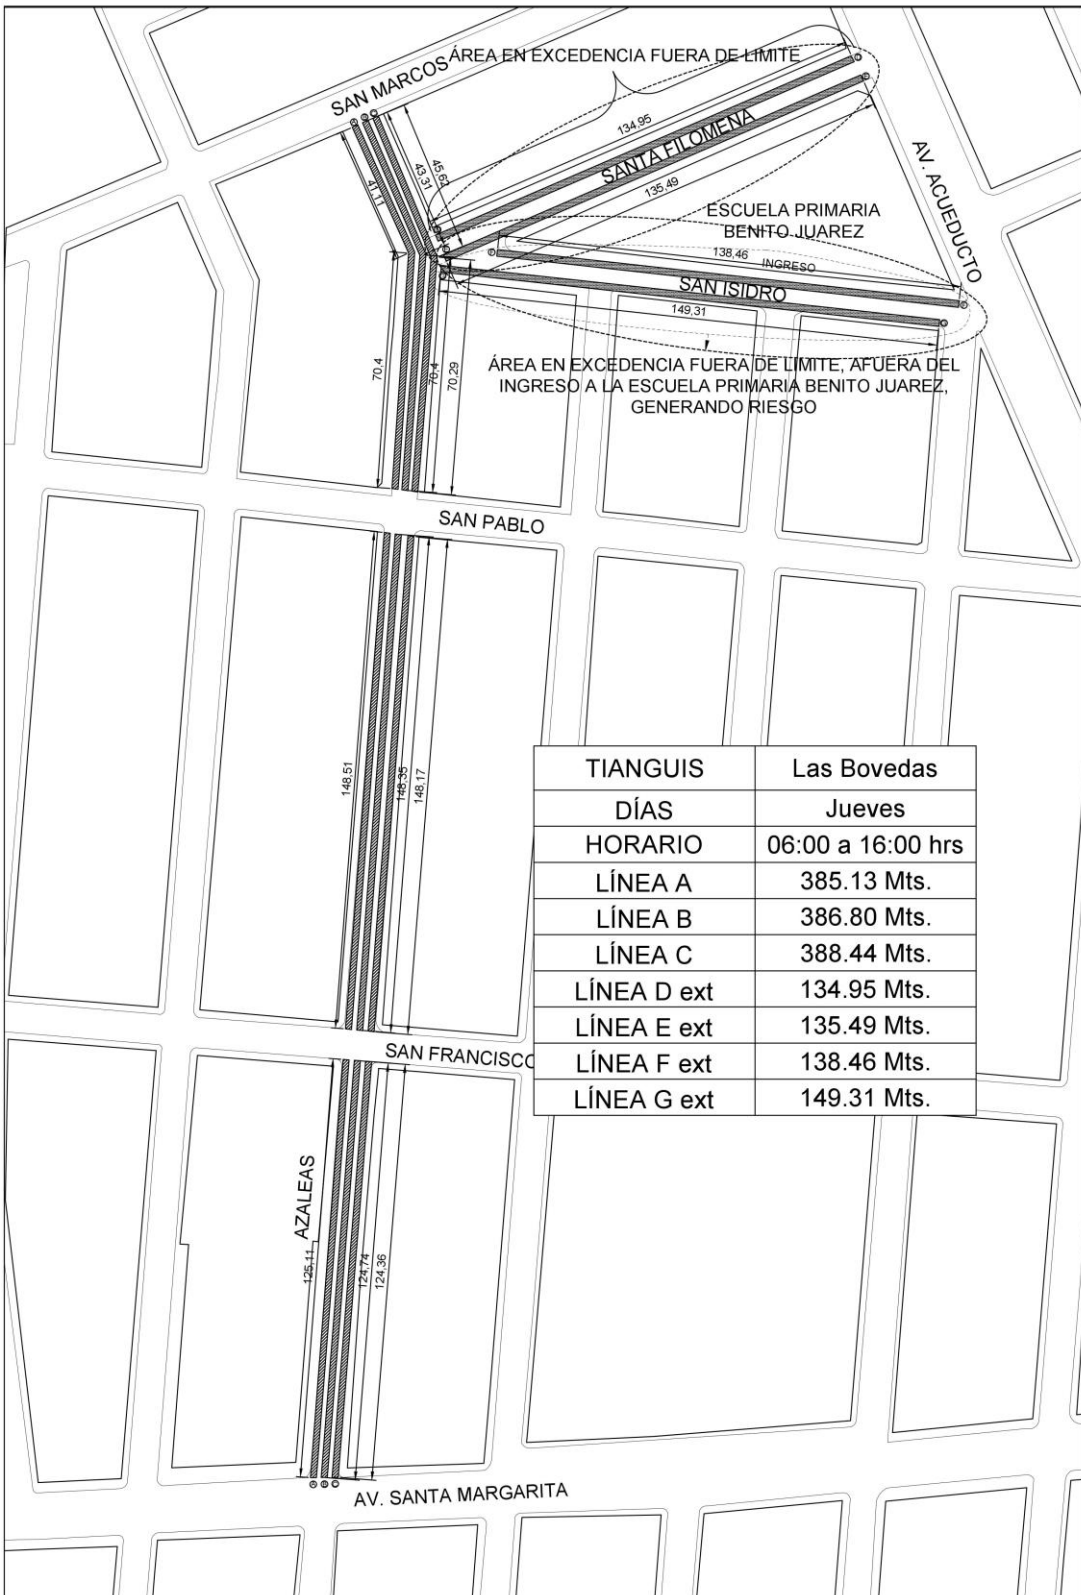 ÁREA EN EXCEDENCIA FUERA DE LIMITE
SAN MARCOS
134,95
SANTA FILOMENA
135,49
45,62
43,31
41,11
AV. ACUEDUCTO
ESCUELA PRIMARIA
BENITO JUAREZ
138,46
INGRESO
SAN ISIDRO
149,31
ÁREA EN EXCEDENCIA FUERA DE LIMITE, AFUERA DEL
INGRESO A LA ESCUELA PRIMARIA BENITO JUAREZ,
GENERANDO RIESGO
70,4
70,4
70,29
SAN PABLO
148,51
148,35
148,17
TIANGUIS Las Bovedas
DÍAS Jueves
HORARIO 06:00 a 16:00 hrs
LÍNEA A 385.13 Mts.
LÍNEA B 386.80 Mts.
LÍNEA C 388.44 Mts.
LÍNEA D ext 134.95 Mts.
LÍNEA E ext 135.49 Mts.
LÍNEA F ext 138.46 Mts.
LÍNEA G ext 149.31 Mts.
SAN FRANCISCO
AZALEAS
125,11
124,74
124,36
AV. SANTA MARGARITA